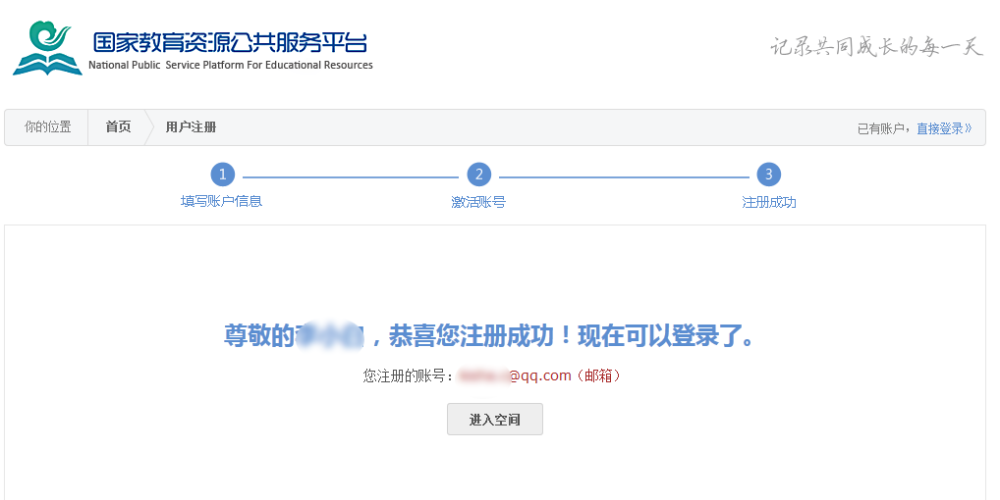 国家教育资源公共服务平台
National Public Service Platform For Educational Resources
记录共同成长的每一天
你的位置 首页 用户注册 已有账户，直接登录》
1 2 3
填写账户信息 激活账号 注册成功
尊敬的，恭喜您注册成功！现在可以登录了。
您注册的账号：@qq.com（邮箱）
进入空间